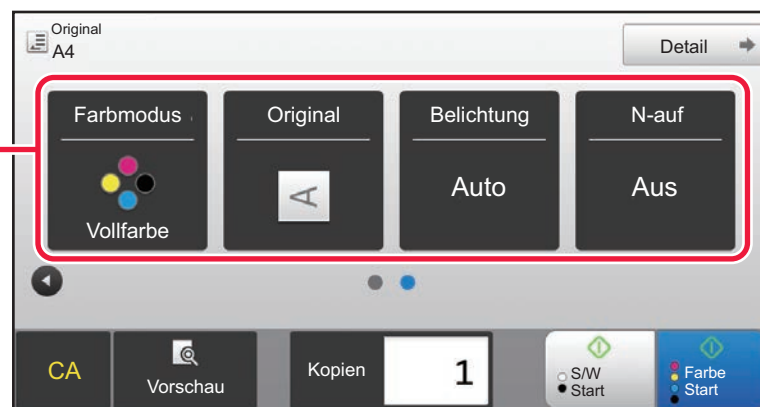 Original
A4
Detail
Farbmodus
Original
Belichtung
N-auf
A
Vollfarbe
Auto
Aus
CA
Vorschau
Kopien
1
S/W
Start
Farbe
Start